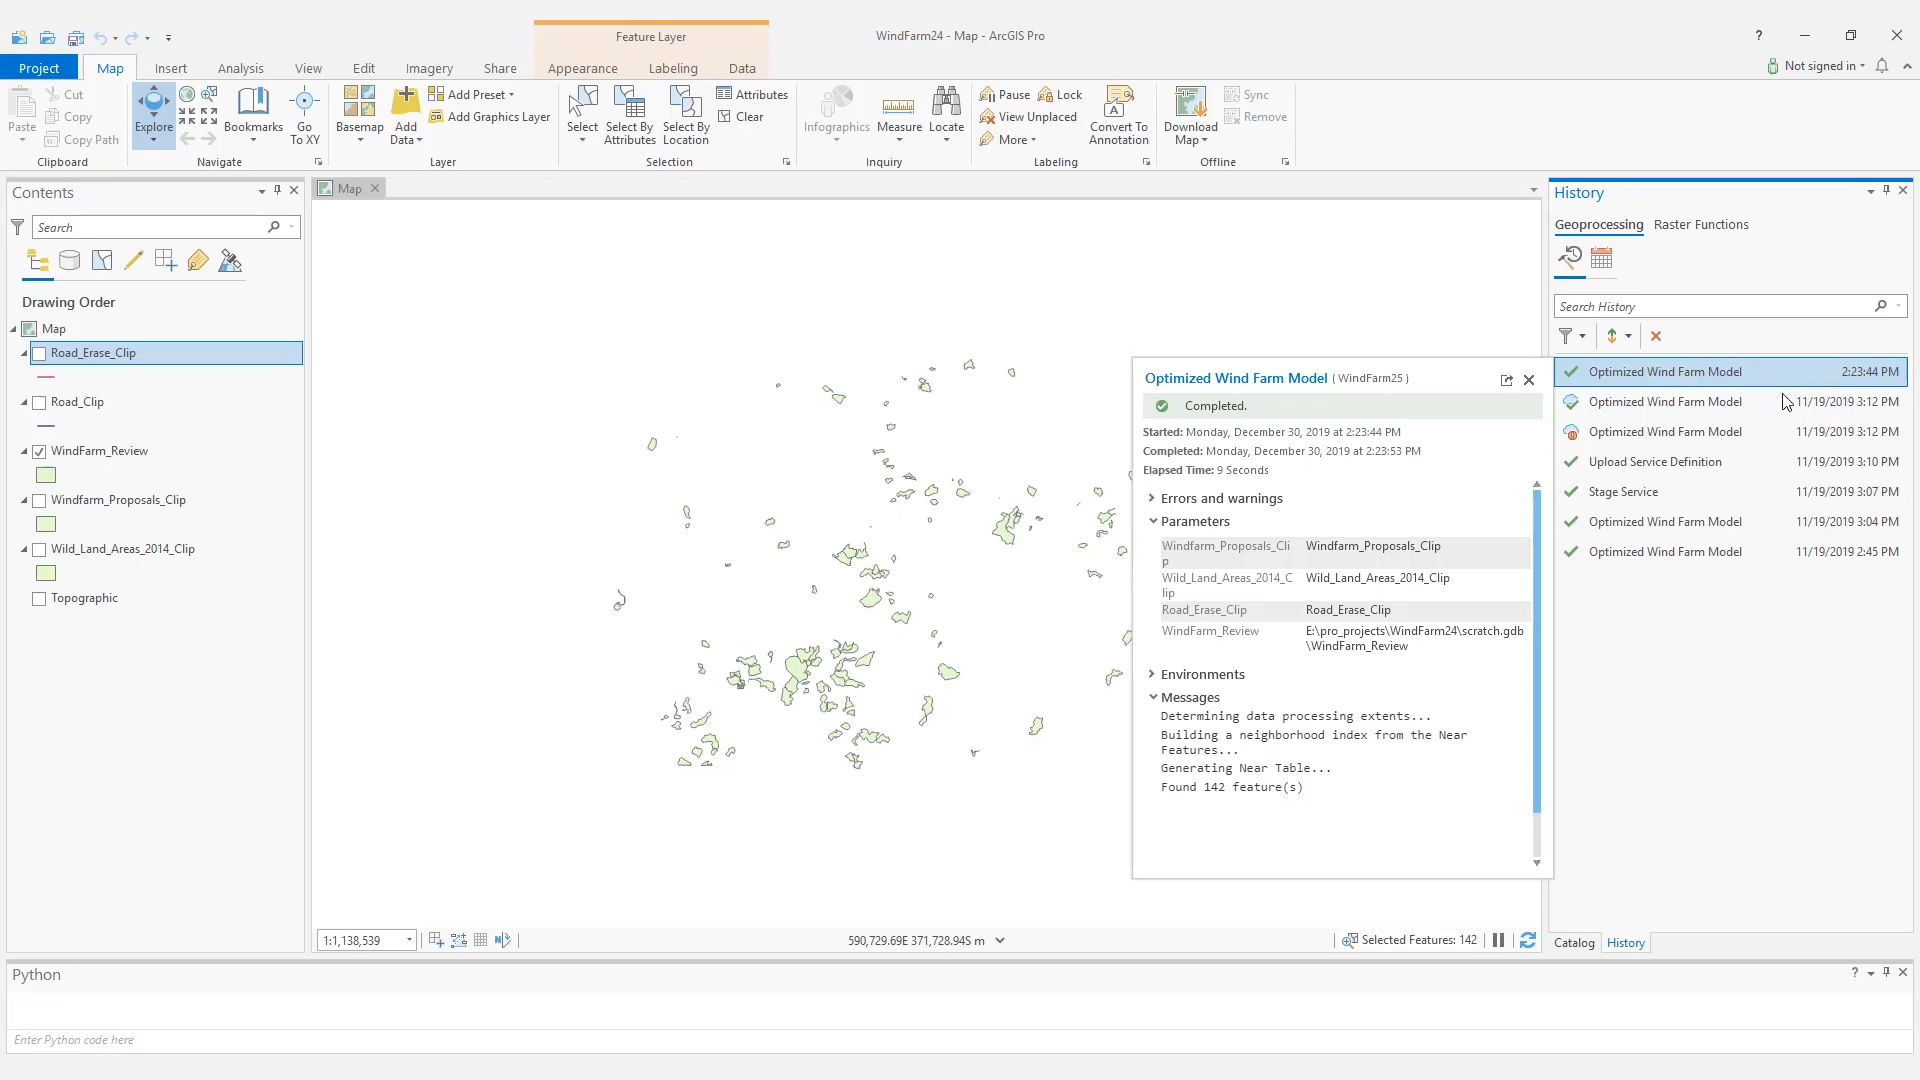 Feature Layer
WindFarm24 - Map - ArcGIS Pro
?
Project Map Insert Analysis View Edit Imagery Share Appearance Labeling Data
Not signed in
Paste
Cut
Copy
Copy Path
Clipboard
Explore
Bookmarks
Go
To XY
Navigate
Basemap
Add
Data
Add Preset
Add Graphics Layer
Layer
Select
Select By
Attributes
Select By
Location
Attributes
Clear
Selection
Infographics
Measure
Locate
Inquiry
Pause
Lock
View Unplaced
More
Convert To
Annotation
Labeling
Download
Map
Sync
Remove
Offline
Contents
Search
Drawing Order
Map
Road_Erase_Clip
Road_Clip
WindFarm_Review
Windfarm_Proposals_Clip
Wild_Land_Areas_2014_Clip
Topographic
Map
Optimized Wind Farm Model ( WindFarm25 )
Completed.
Started: Monday, December 30, 2019 at 2:23:44 PM
Completed: Monday, December 30, 2019 at 2:23:53 PM
Elapsed Time: 9 Seconds
Errors and warnings
Parameters
Windfarm_Proposals_Cli
p
Windfarm_Proposals_Clip
Wild_Land_Areas_2014_C
lip
Wild_Land_Areas_2014_Clip
Road_Erase_Clip
Road_Erase_Clip
WindFarm_Review
E:\pro_projects\WindFarm24\scratch.gdb
\WindFarm_Review
Environments
Messages
Determining data processing extents...
Building a neighborhood index from the Near
Features...
Generating Near Table...
Found 142 feature(s)
1:1,138,539
590,729.69E 371,728.94S m
Selected Features: 142
History
Geoprocessing Raster Functions
Search History
Optimized Wind Farm Model 2:23:44 PM
Optimized Wind Farm Model 11/19/2019 3:12 PM
Optimized Wind Farm Model 11/19/2019 3:12 PM
Upload Service Definition 11/19/2019 3:10 PM
Stage Service 11/19/2019 3:07 PM
Optimized Wind Farm Model 11/19/2019 3:04 PM
Optimized Wind Farm Model 11/19/2019 2:45 PM
Catalog History
Python
?
Enter Python code here